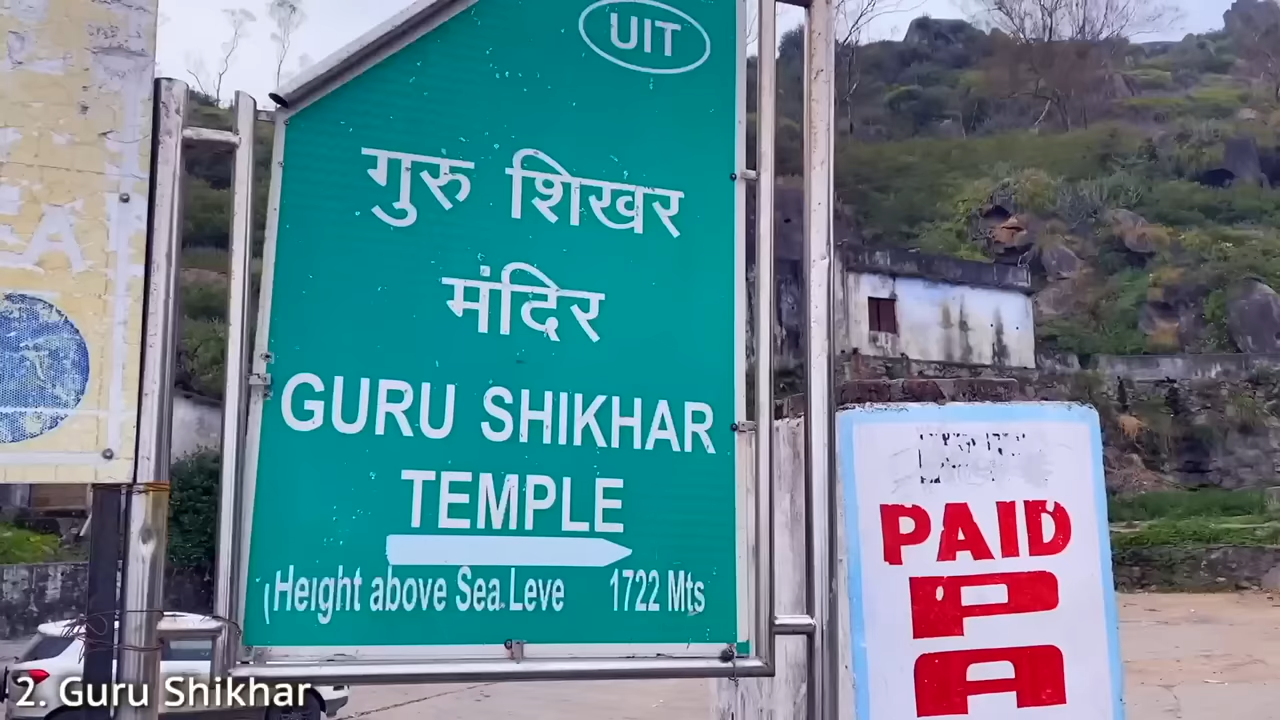 UIT
गुरु शिखर
मंदिर
GURU SHIKHAR
TEMPLE
Height above Sea Leve 1722 Mts
PAID
PA
2. Guru Shikhar